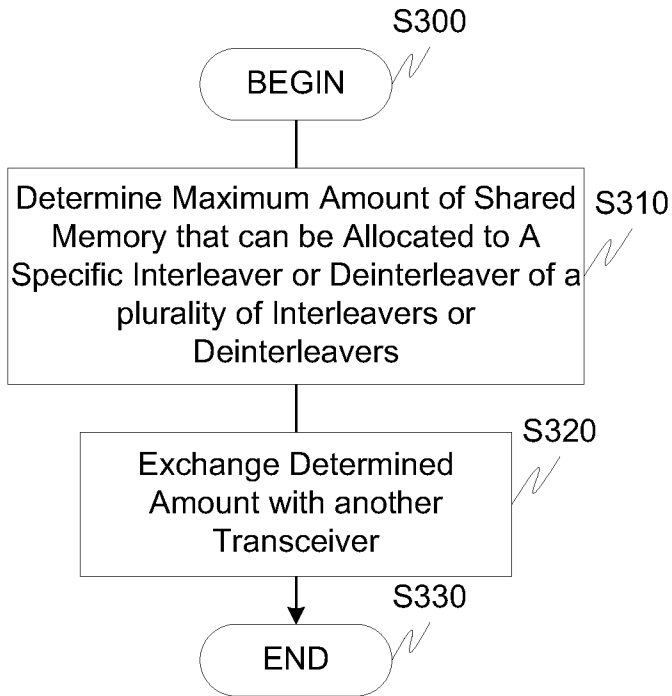 S300
BEGIN
Determine Maximum Amount of Shared
Memory that can be Allocated to A
Specific Interleaver or Deinterleaver of a
plurality of Interleavers or
Deinterleavers
S310
Exchange Determined
Amount with another
Transceiver
S320
END
S330